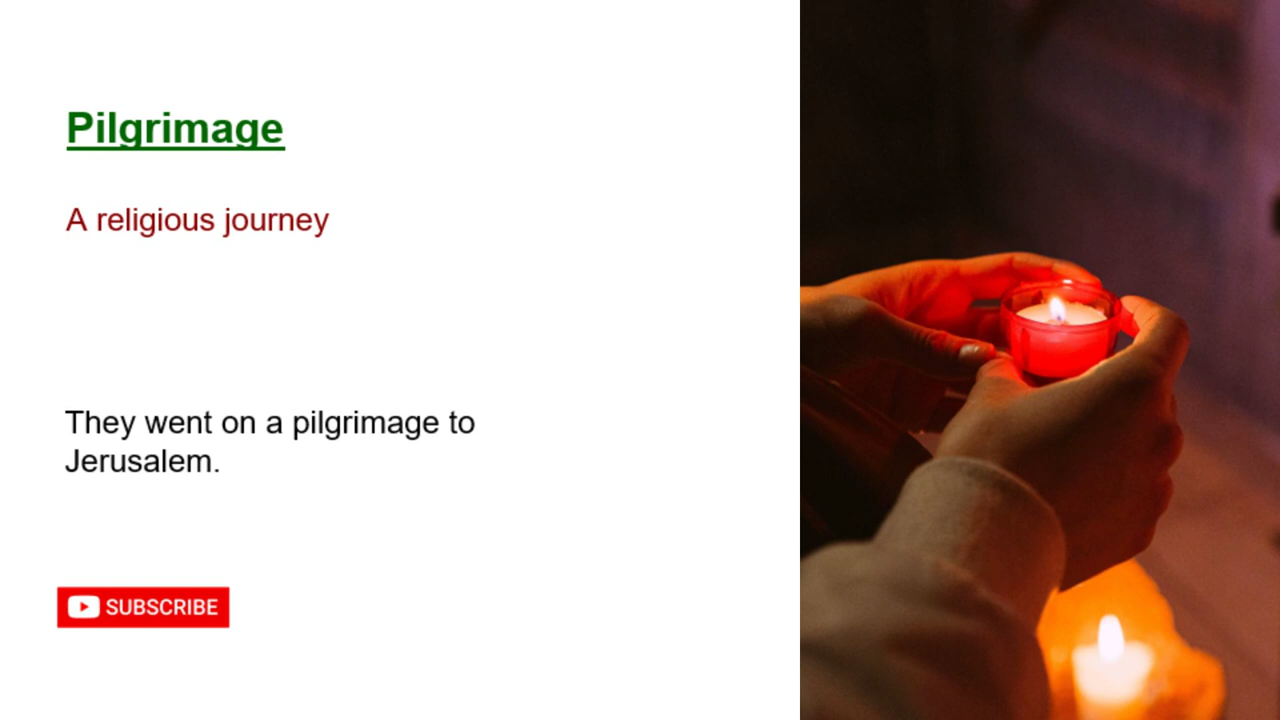 Pilgrimage
A religious journey
They went on a pilgrimage to
Jerusalem.
SUBSCRIBE